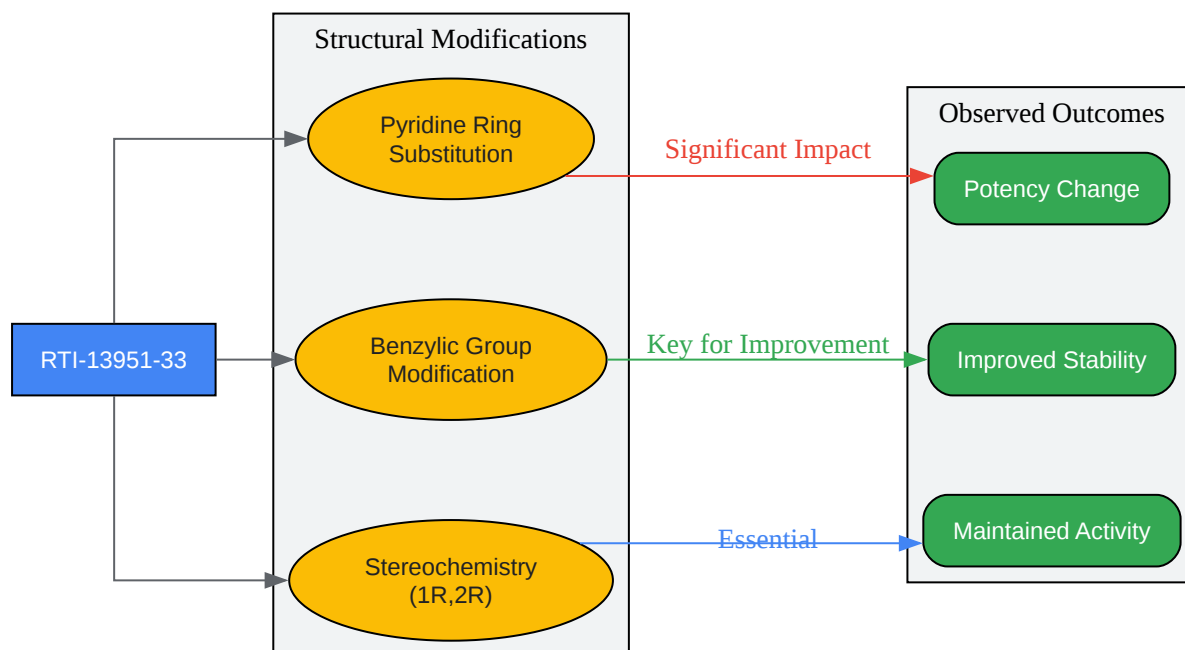 Structural Modifications
Pyridine Ring
Substitution
Significant Impact
Observed Outcomes
Potency Change
RTI-13951-33
Benzylic Group
Modification
Key for Improvement
Improved Stability
Stereochemistry
(1R,2R)
Essential
Maintained Activity